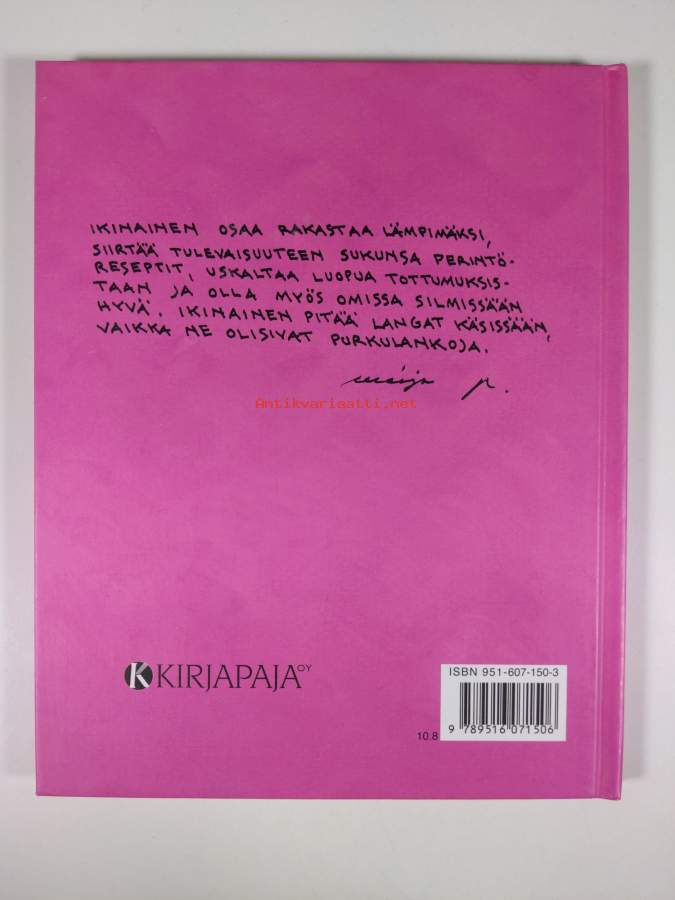 IKINAINEN OSAA RAKASTAA LÄMPIMÄKSI,
SIIRTÄÄ TULEVAISUUTEEN SUKUNSA PERINTÖ-
RESEPTIT, USKALTAA LUOPUA TOTTUMUKSIS-
TAAN JA OLLA MYÖS OMISSA SILMISSÄÄN
HYVÄ. IKINAINEN PITÄÄ LANGAT KÄSISSÄÄN,
VAIKKA NE OLISIVAT PURKULANKOJA.
Maija P.
Antikvariaatti.net
K KIRJAPAJA OY
ISBN 951-607-150-3
9 789516 071506
10.8